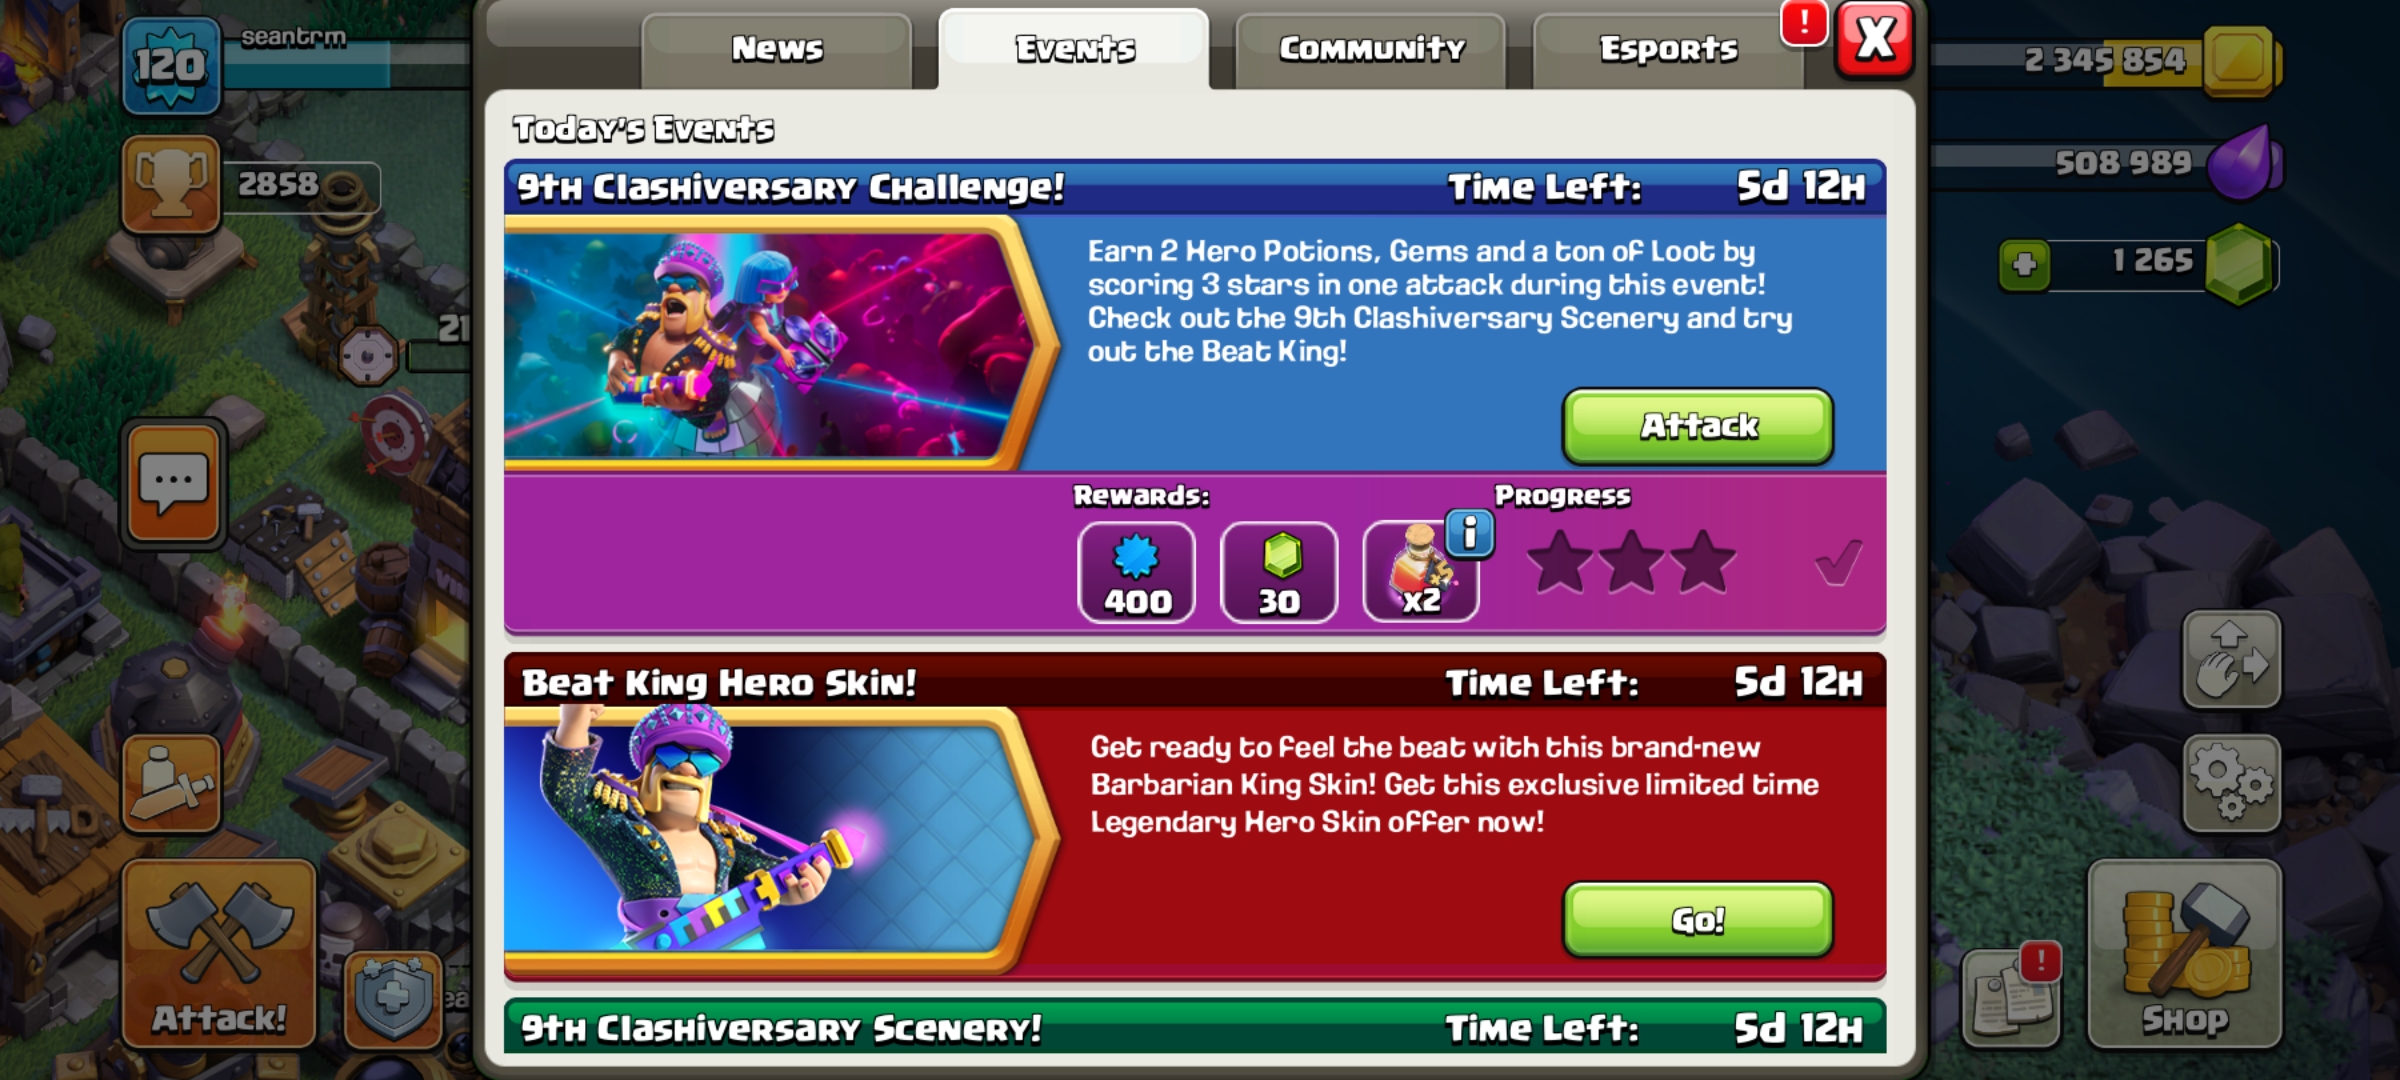 120
seantrm
2858
News
Events
Community
Esports
!
X
2 345 854
508 989
1 265
Today's Events
9th Clashiversary Challenge!
Time Left: 5d 12H
Earn 2 Hero Potions, Gems and a ton of Loot by
scoring 3 stars in one attack during this event!
Check out the 9th Clashiversary Scenery and try
out the Beat King!
Attack
Rewards:
Progress
400
30
x5
x2
i
Beat King Hero Skin!
Time Left: 5d 12H
Get ready to feel the beat with this brand-new
Barbarian King Skin! Get this exclusive limited time
Legendary Hero Skin offer now!
Go!
9th Clashiversary Scenery!
Time Left: 5d 12H
Attack!
!
Shop